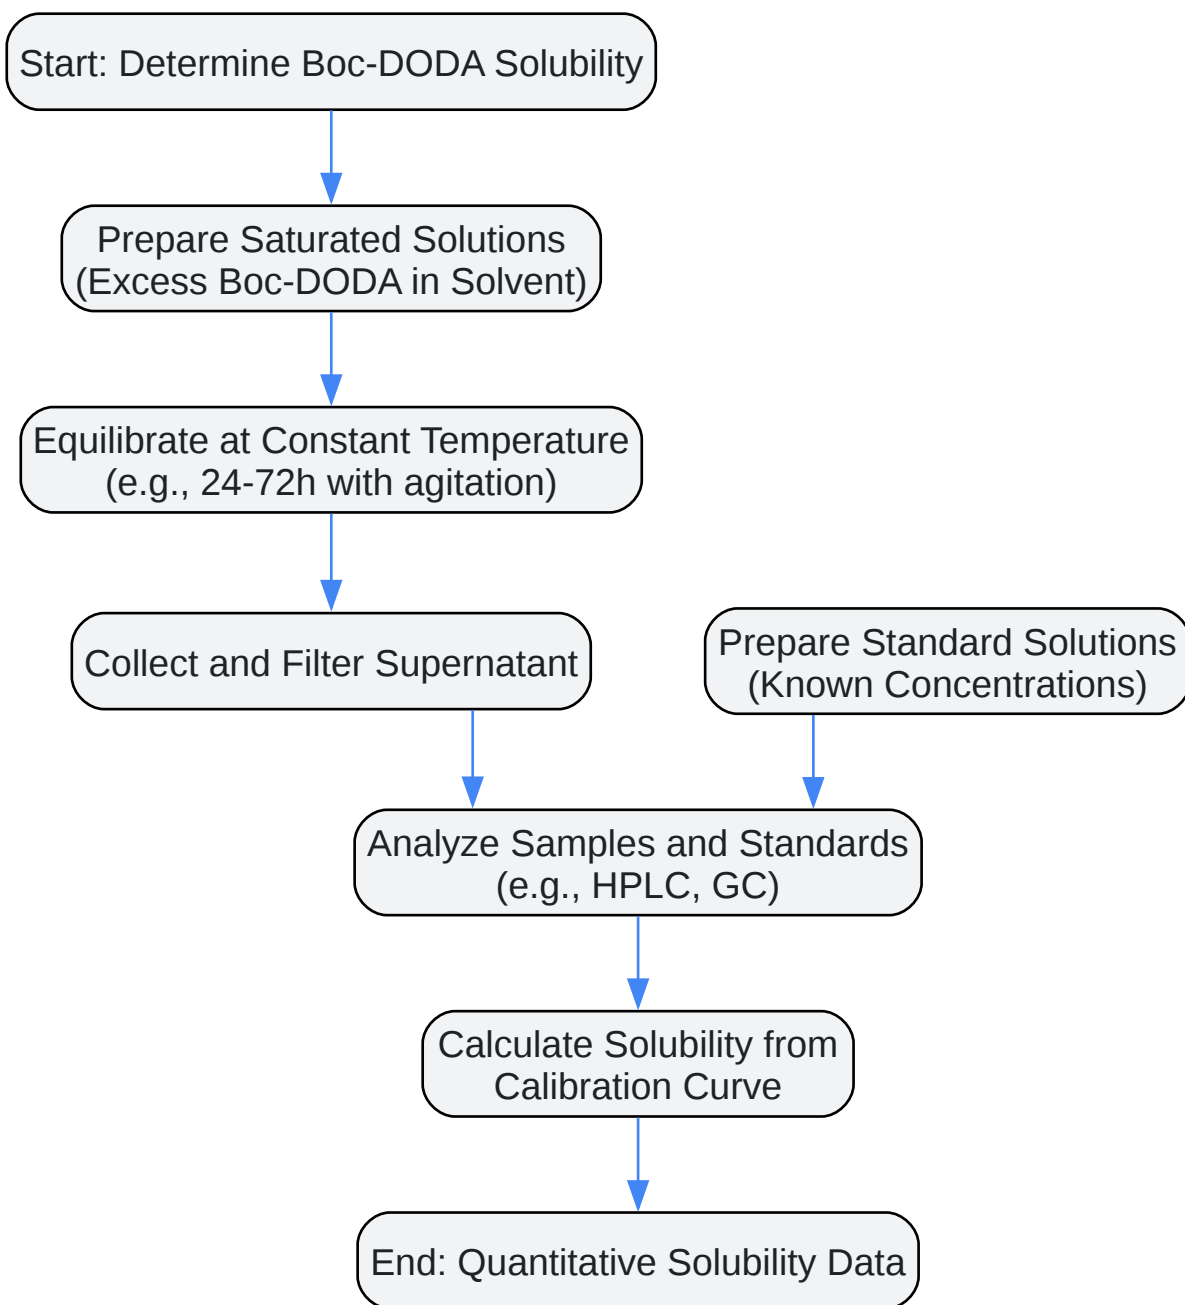 Start: Determine Boc-DODA Solubility
Prepare Saturated Solutions
(Excess Boc-DODA in Solvent)
Equilibrate at Constant Temperature
(e.g., 24-72h with agitation)
Collect and Filter Supernatant
Prepare Standard Solutions
(Known Concentrations)
Analyze Samples and Standards
(e.g., HPLC, GC)
Calculate Solubility from
Calibration Curve
End: Quantitative Solubility Data